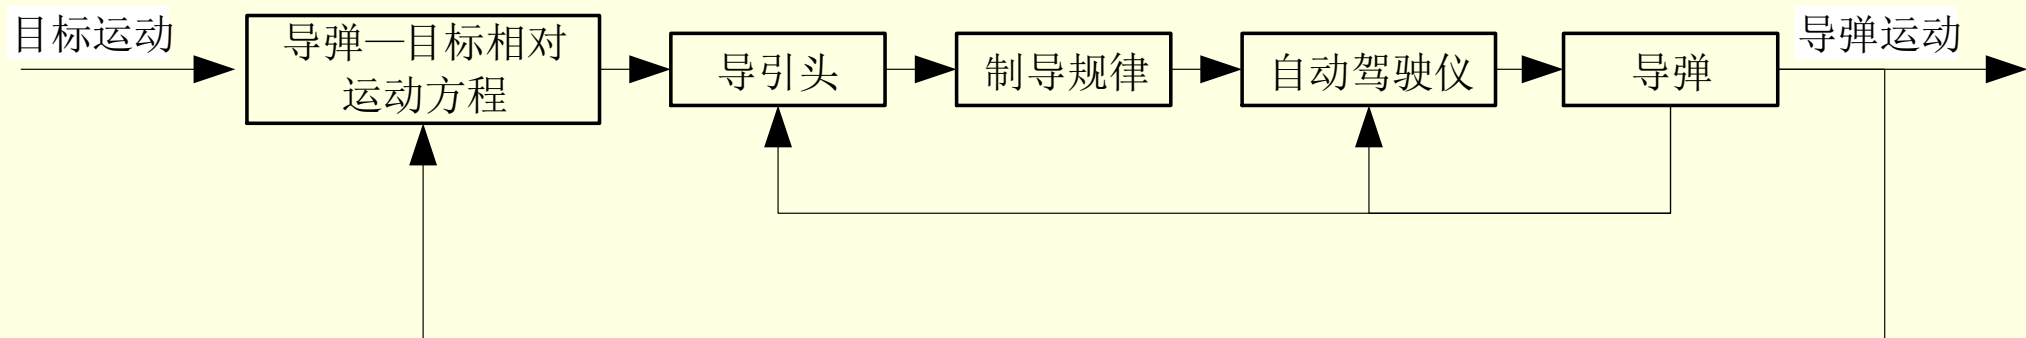 目标运动
导弹—目标相对
运动方程
导引头
制导规律
自动驾驶仪
导弹
导弹运动